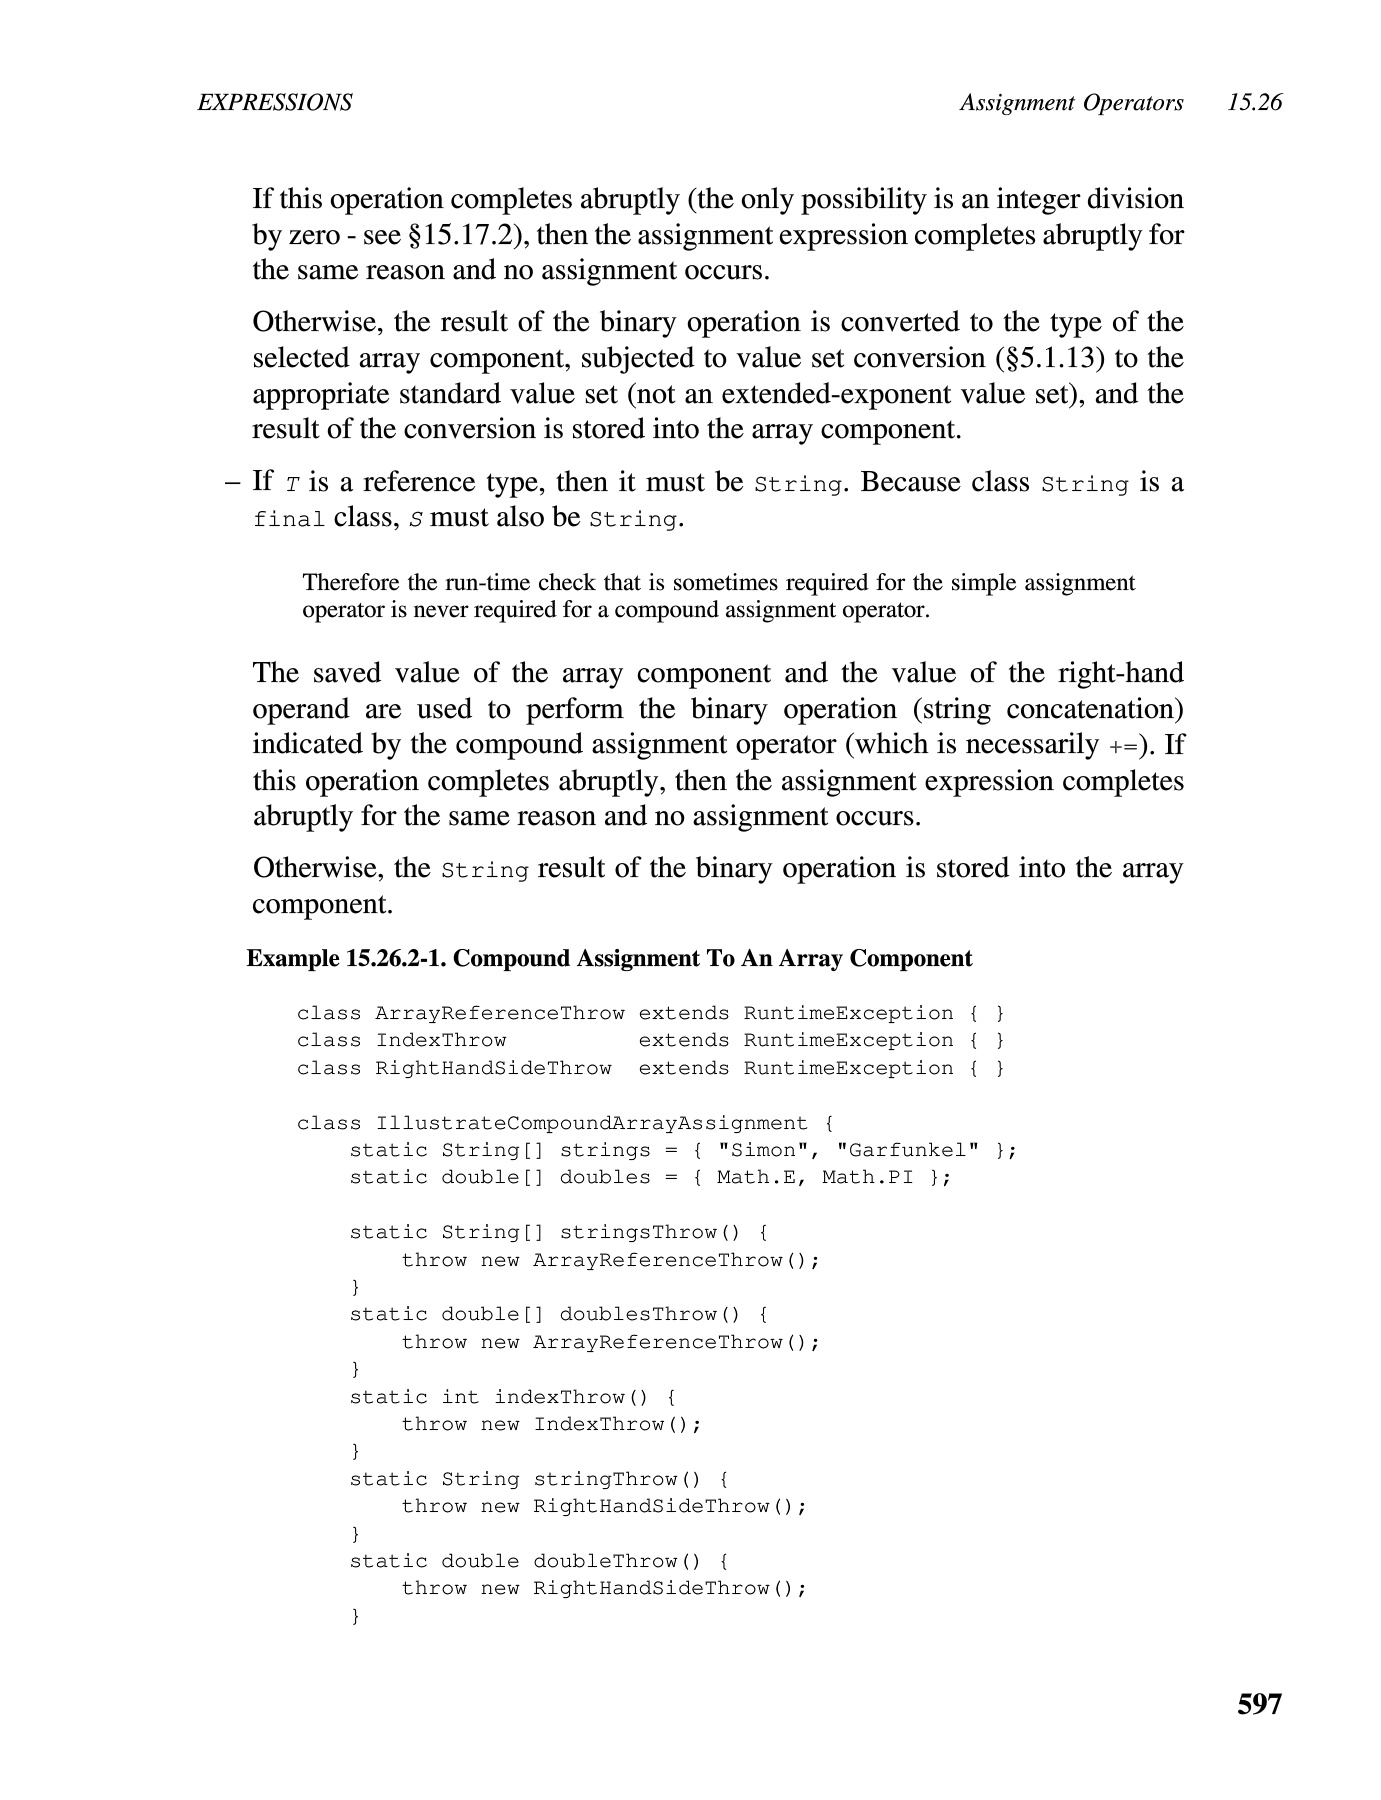 EXPRESSIONS Assignment Operators 15.26
If this operation completes abruptly (the only possibility is an integer division
by zero - see §15.17.2), then the assignment expression completes abruptly for
the same reason and no assignment occurs.
Otherwise, the result of the binary operation is converted to the type of the
selected array component, subjected to value set conversion (§5.1.13) to the
appropriate standard value set (not an extended-exponent value set), and the
result of the conversion is stored into the array component.
– If T is a reference type, then it must be String. Because class String is a
final class, S must also be String.
Therefore the run-time check that is sometimes required for the simple assignment
operator is never required for a compound assignment operator.
The saved value of the array component and the value of the right-hand
operand are used to perform the binary operation (string concatenation)
indicated by the compound assignment operator (which is necessarily +=). If
this operation completes abruptly, then the assignment expression completes
abruptly for the same reason and no assignment occurs.
Otherwise, the String result of the binary operation is stored into the array
component.
Example 15.26.2-1. Compound Assignment To An Array Component
class ArrayReferenceThrow extends RuntimeException { }
class IndexThrow          extends RuntimeException { }
class RightHandSideThrow  extends RuntimeException { }
class IllustrateCompoundArrayAssignment {
    static String[] strings = { "Simon", "Garfunkel" };
    static double[] doubles = { Math.E, Math.PI };
    static String[] stringsThrow() {
        throw new ArrayReferenceThrow();
    }
    static double[] doublesThrow() {
        throw new ArrayReferenceThrow();
    }
    static int indexThrow() {
        throw new IndexThrow();
    }
    static String stringThrow() {
        throw new RightHandSideThrow();
    }
    static double doubleThrow() {
        throw new RightHandSideThrow();
    }
597